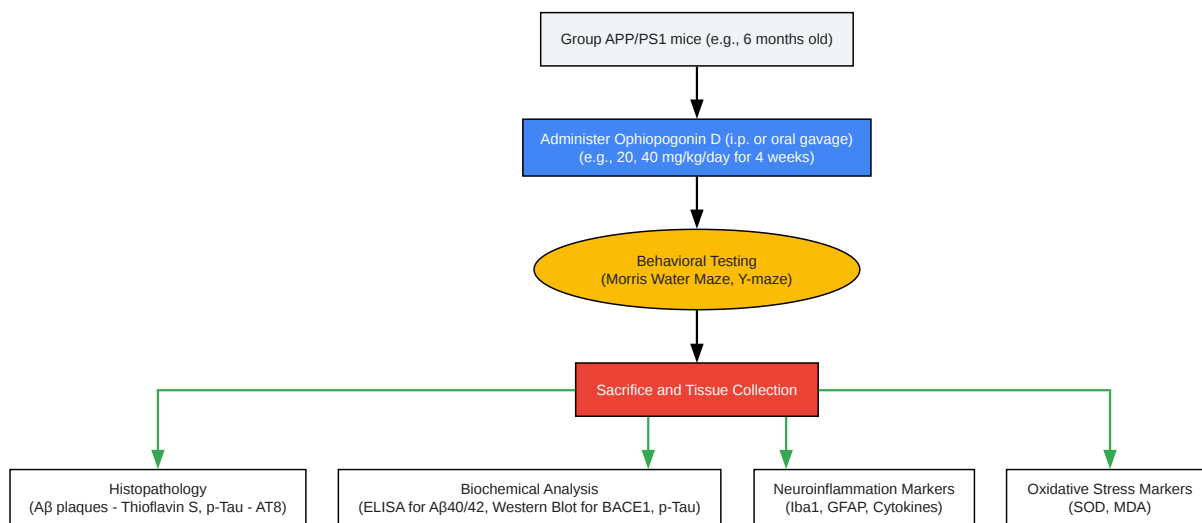 Group APP/PS1 mice (e.g., 6 months old)
Administer Ophiopogonin D (i.p. or oral gavage)
(e.g., 20, 40 mg/kg/day for 4 weeks)
Behavioral Testing
(Morris Water Maze, Y-maze)
Sacrifice and Tissue Collection
Histopathology
(Aβ plaques - Thioflavin S, p-Tau - AT8)
Biochemical Analysis
(ELISA for Aβ40/42, Western Blot for BACE1, p-Tau)
Neuroinflammation Markers
(Iba1, GFAP, Cytokines)
Oxidative Stress Markers
(SOD, MDA)